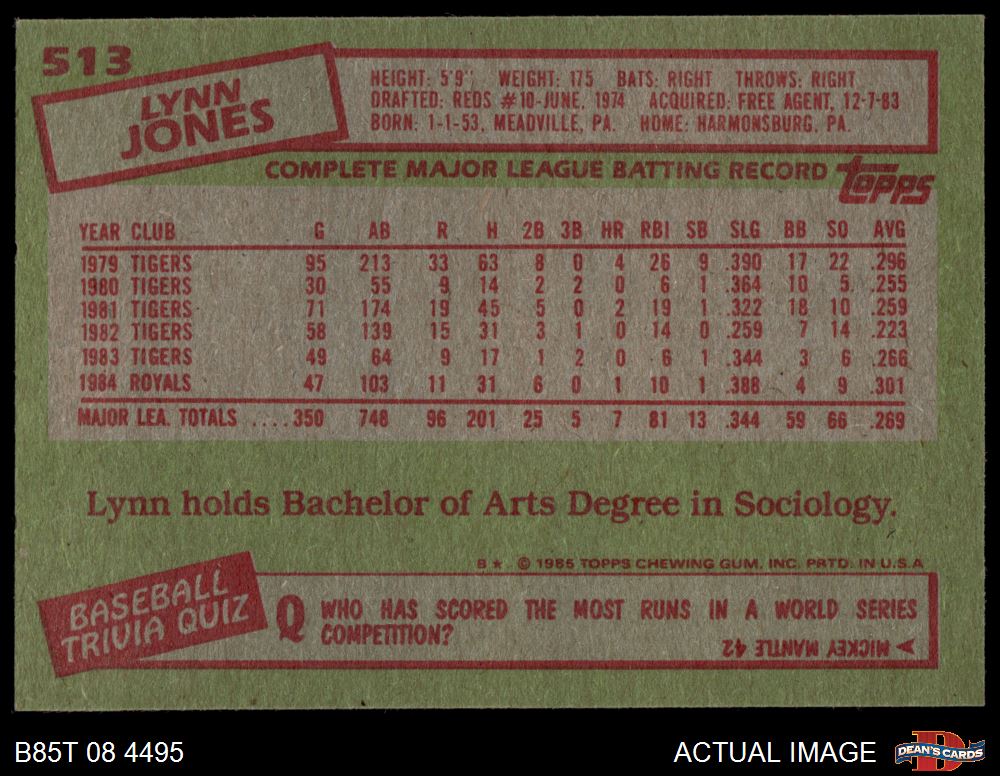 513
LYNN
JONES
HEIGHT: 5'9" WEIGHT: 175 BATS: RIGHT THROWS: RIGHT
DRAFTED: REDS #10-JUNE, 1974 ACQUIRED: FREE AGENT, 12-7-83
BORN: 1-1-53, MEADVILLE, PA. HOME: HARMONSBURG, PA.
COMPLETE MAJOR LEAGUE BATTING RECORD topps
YEAR CLUB G AB R H 2B 3B HR RBI SB SLG BB SO AVG
1979 TIGERS 95 213 33 63 8 0 4 26 9 .390 17 22 .296
1980 TIGERS 30 55 9 14 2 2 0 6 1 .364 10 5 .255
1981 TIGERS 71 174 19 45 5 0 2 19 1 .322 18 10 .259
1982 TIGERS 58 139 15 31 3 1 0 14 0 .259 7 14 .223
1983 TIGERS 49 64 9 17 1 2 0 6 1 .344 3 6 .266
1984 ROYALS 47 103 11 31 6 0 1 10 1 .388 4 9 .301
MAJOR LEA. TOTALS ....350 748 96 201 25 5 7 81 13 .344 59 66 .269
Lynn holds Bachelor of Arts Degree in Sociology.
B★ © 1985 TOPPS CHEWING GUM, INC. PRTD. IN U.S.A
BASEBALL
TRIVIA QUIZ
Q WHO HAS SCORED THE MOST RUNS IN A WORLD SERIES
COMPETITION?
MICKEY MANTLE 42
B85T 08 4495
ACTUAL IMAGE
D
DEAN'S CARDS